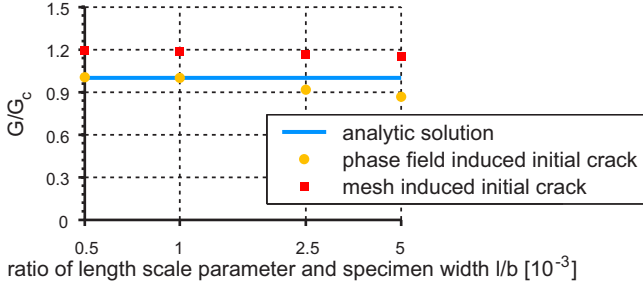 1.5
1.2
0.9
0.6
0.3
0
G/G_c
analytic solution
phase field induced initial crack
mesh induced initial crack
0.5 1 2.5 5
ratio of length scale parameter and specimen width l/b [10^-3]